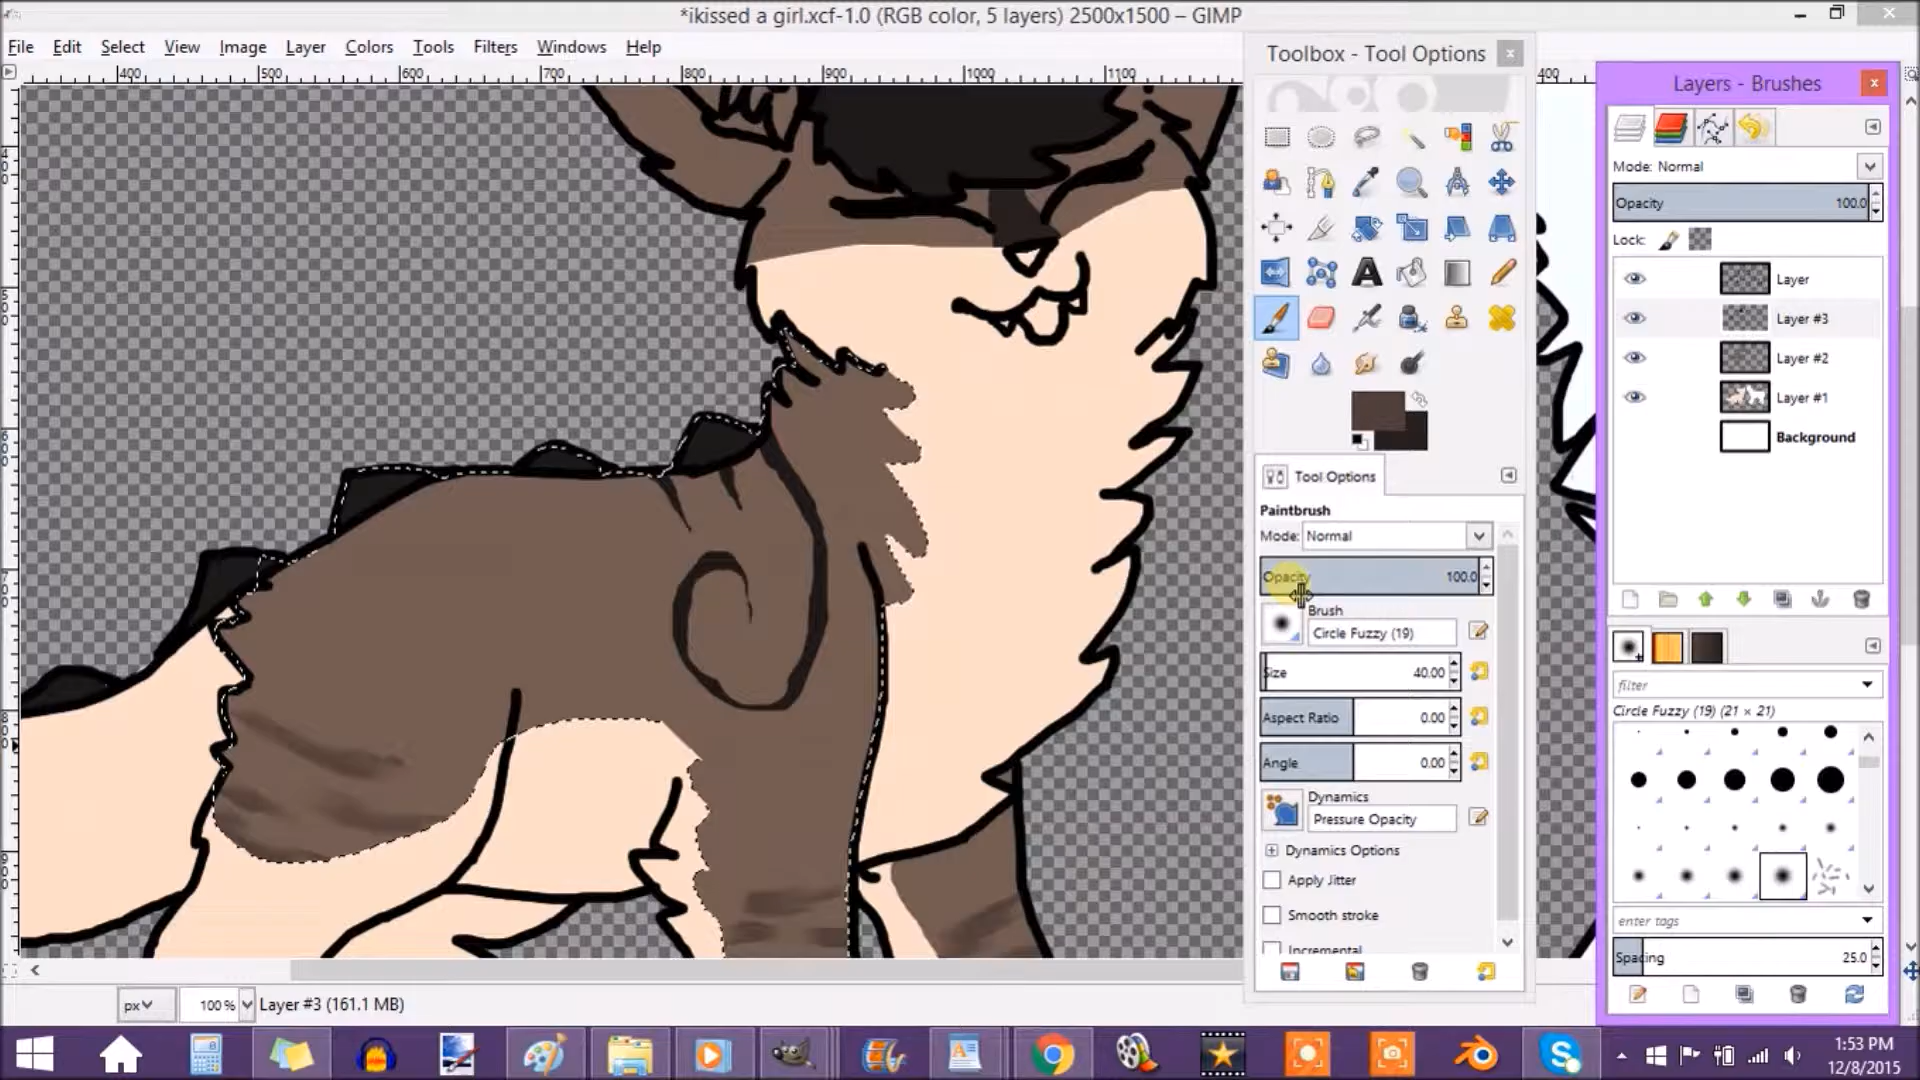 *ikissed a girl.xcf-1.0 (RGB color, 5 layers) 2500x1500 – GIMP
File Edit Select View Image Layer Colors Tools Filters Windows Help
400 500 600 700 800 900 1000 1100
Toolbox - Tool Options
Tool Options
Paintbrush
Mode: Normal
Opacity 100.0
Brush
Circle Fuzzy (19)
Size 40.00
Aspect Ratio 0.00
Angle 0.00
Dynamics
Pressure Opacity
Dynamics Options
Apply Jitter
Smooth stroke
Incremental
400
Layers - Brushes
Mode: Normal
Opacity 100.0
Lock:
Layer
Layer #3
Layer #2
Layer #1
Background
filter
Circle Fuzzy (19) (21 × 21)
enter tags
Spacing 25.0
px 100 % Layer #3 (161.1 MB)
1:53 PM
12/8/2015